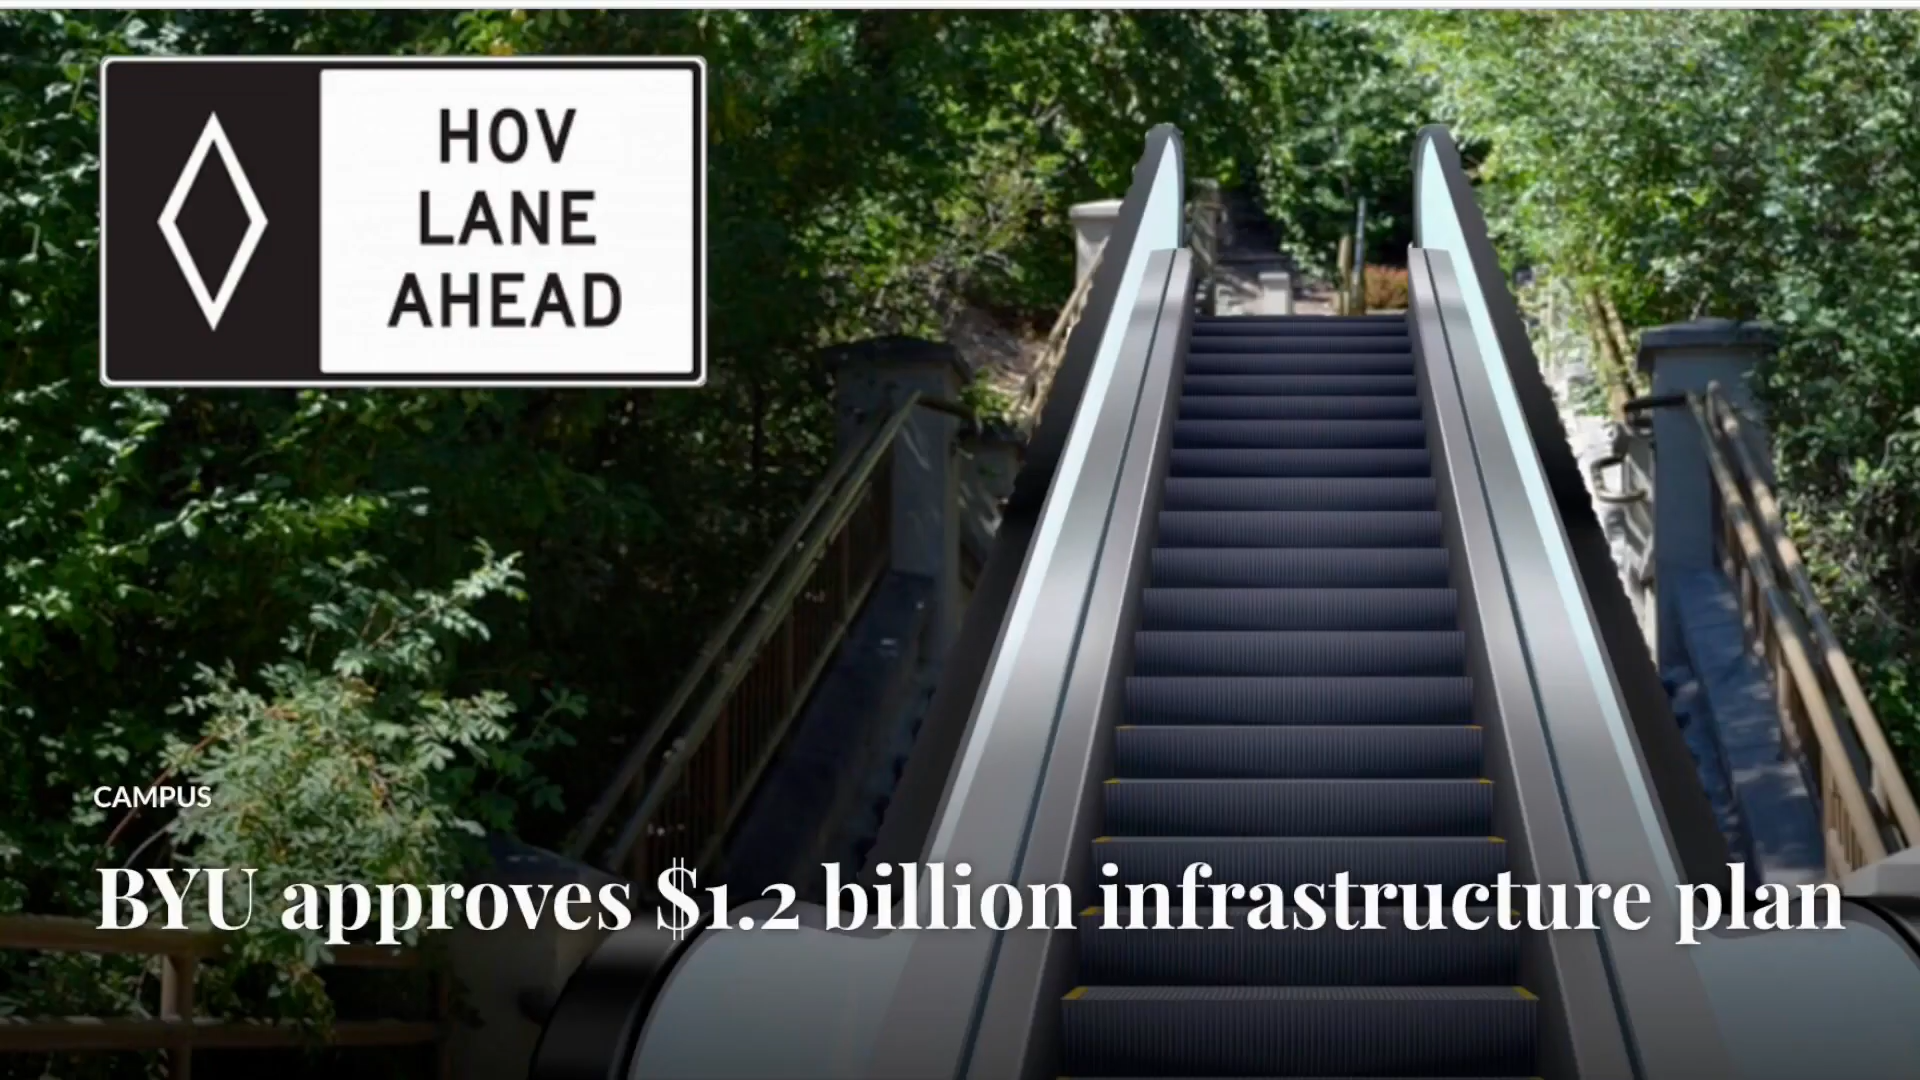 HOV
LANE
AHEAD
CAMPUS
BYU approves $1.2 billion infrastructure plan